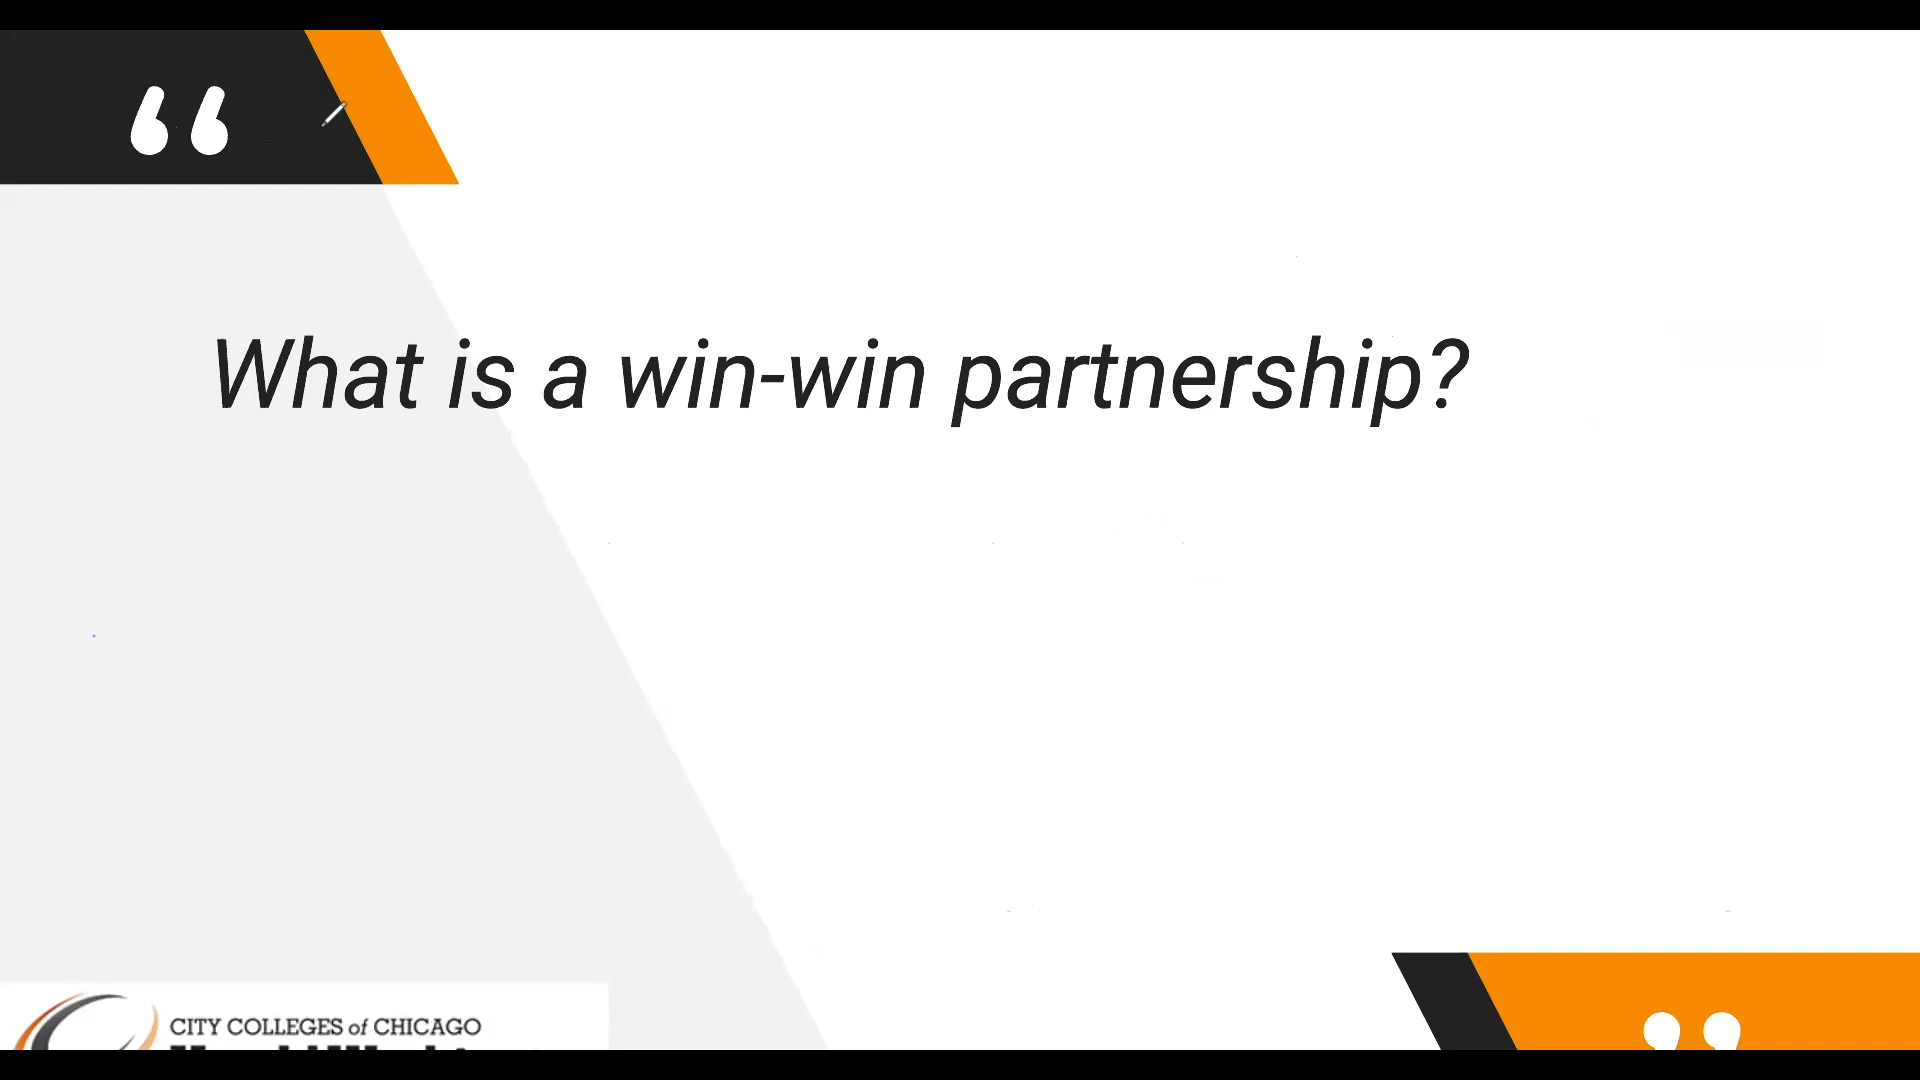 “
What is a win-win partnership?
CITY COLLEGES of CHICAGO
”